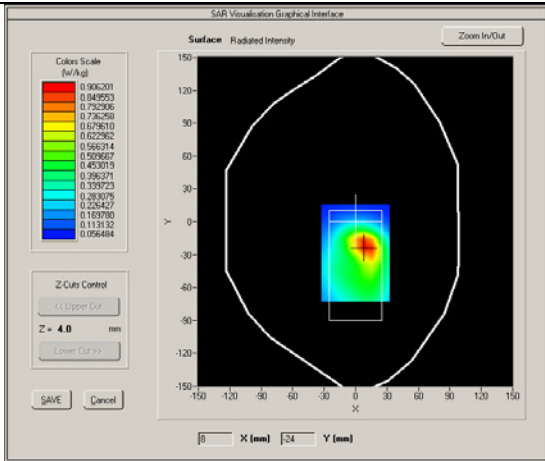 SAR Visualisation Graphical Interface
Surface Radiated Intensity
Zoom In/Out
Colors Scale
(W/kg)
0.906201
0.849553
0.792906
0.736258
0.679610
0.622962
0.566314
0.509667
0.453019
0.396371
0.339723
0.283075
0.226427
0.169780
0.113132
0.056484
Z-Cuts Control
<< Upper Cut
Z = 4.0 mm
Lower Cut >>
SAVE Cancel
150-
120-
90-
60-
30-
0-
-30-
-60-
-90-
-120-
-150-
Y
-150 -120 -90 -60 -30 0 30 60 90 120 150
X
8 X (mm) -24 Y (mm)